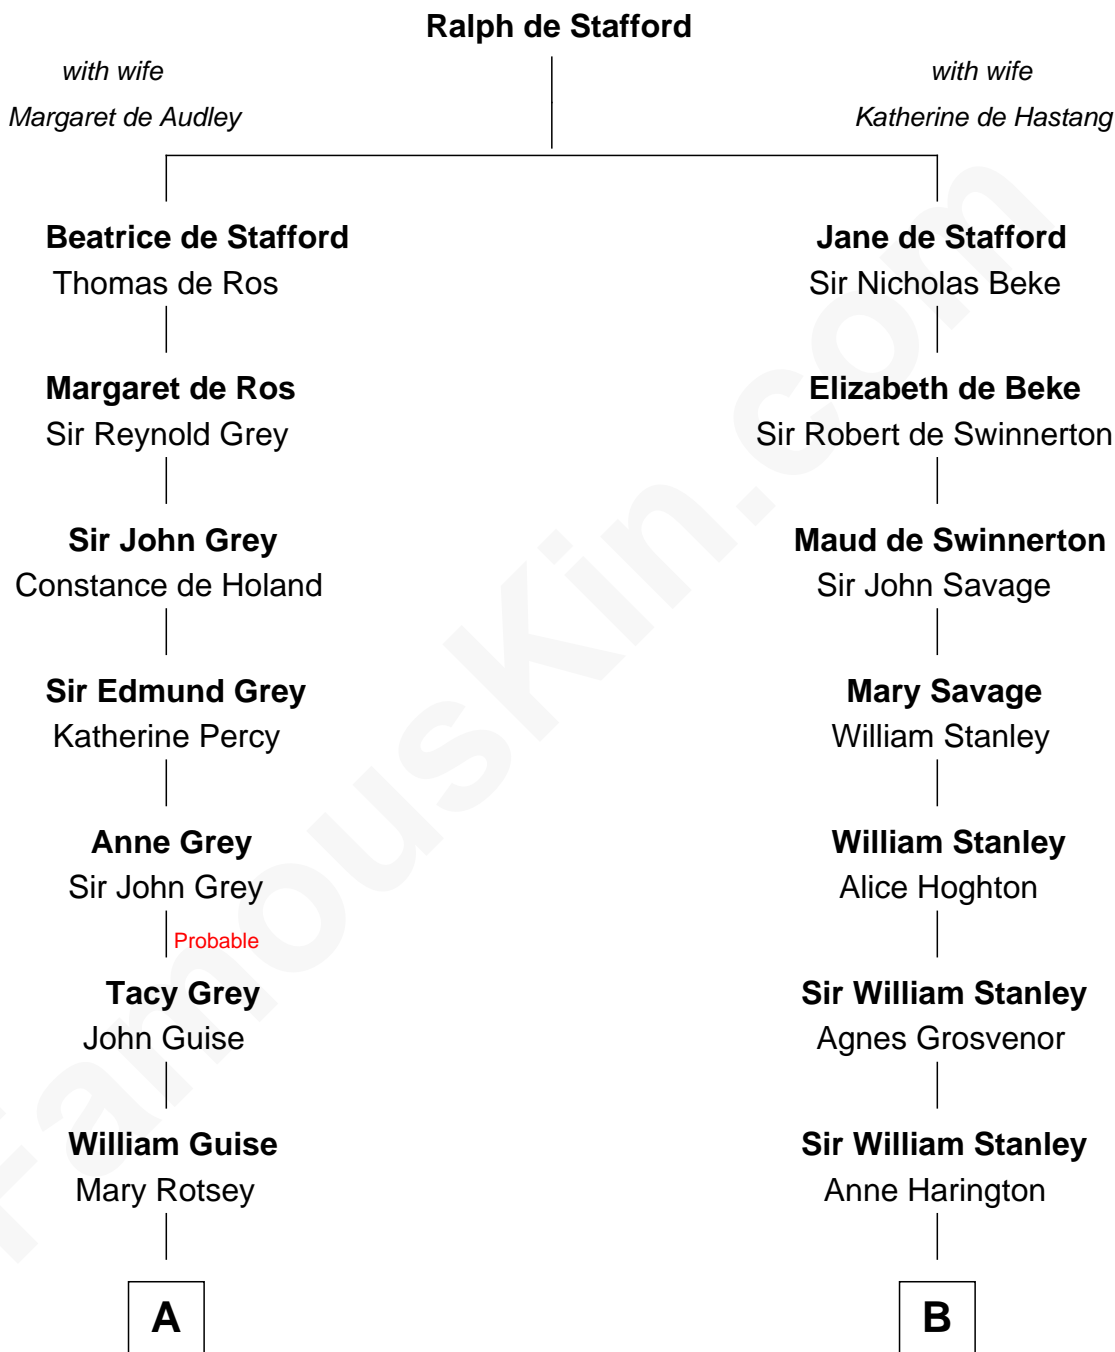 Ralph de Stafford
with wife
Margaret de Audley
with wife
Katherine de Hastang
Beatrice de Stafford
Thomas de Ros
Jane de Stafford
Sir Nicholas Beke
Margaret de Ros
Sir Reynold Grey
Elizabeth de Beke
Sir Robert de Swinnerton
Sir John Grey
Constance de Holand
Maud de Swinnerton
Sir John Savage
Sir Edmund Grey
Katherine Percy
Mary Savage
William Stanley
Anne Grey
Sir John Grey
William Stanley
Alice Hoghton
Probable
Tacy Grey
John Guise
Sir William Stanley
Agnes Grosvenor
William Guise
Mary Rotsey
Sir William Stanley
Anne Harington
A
B
FamousKin.com